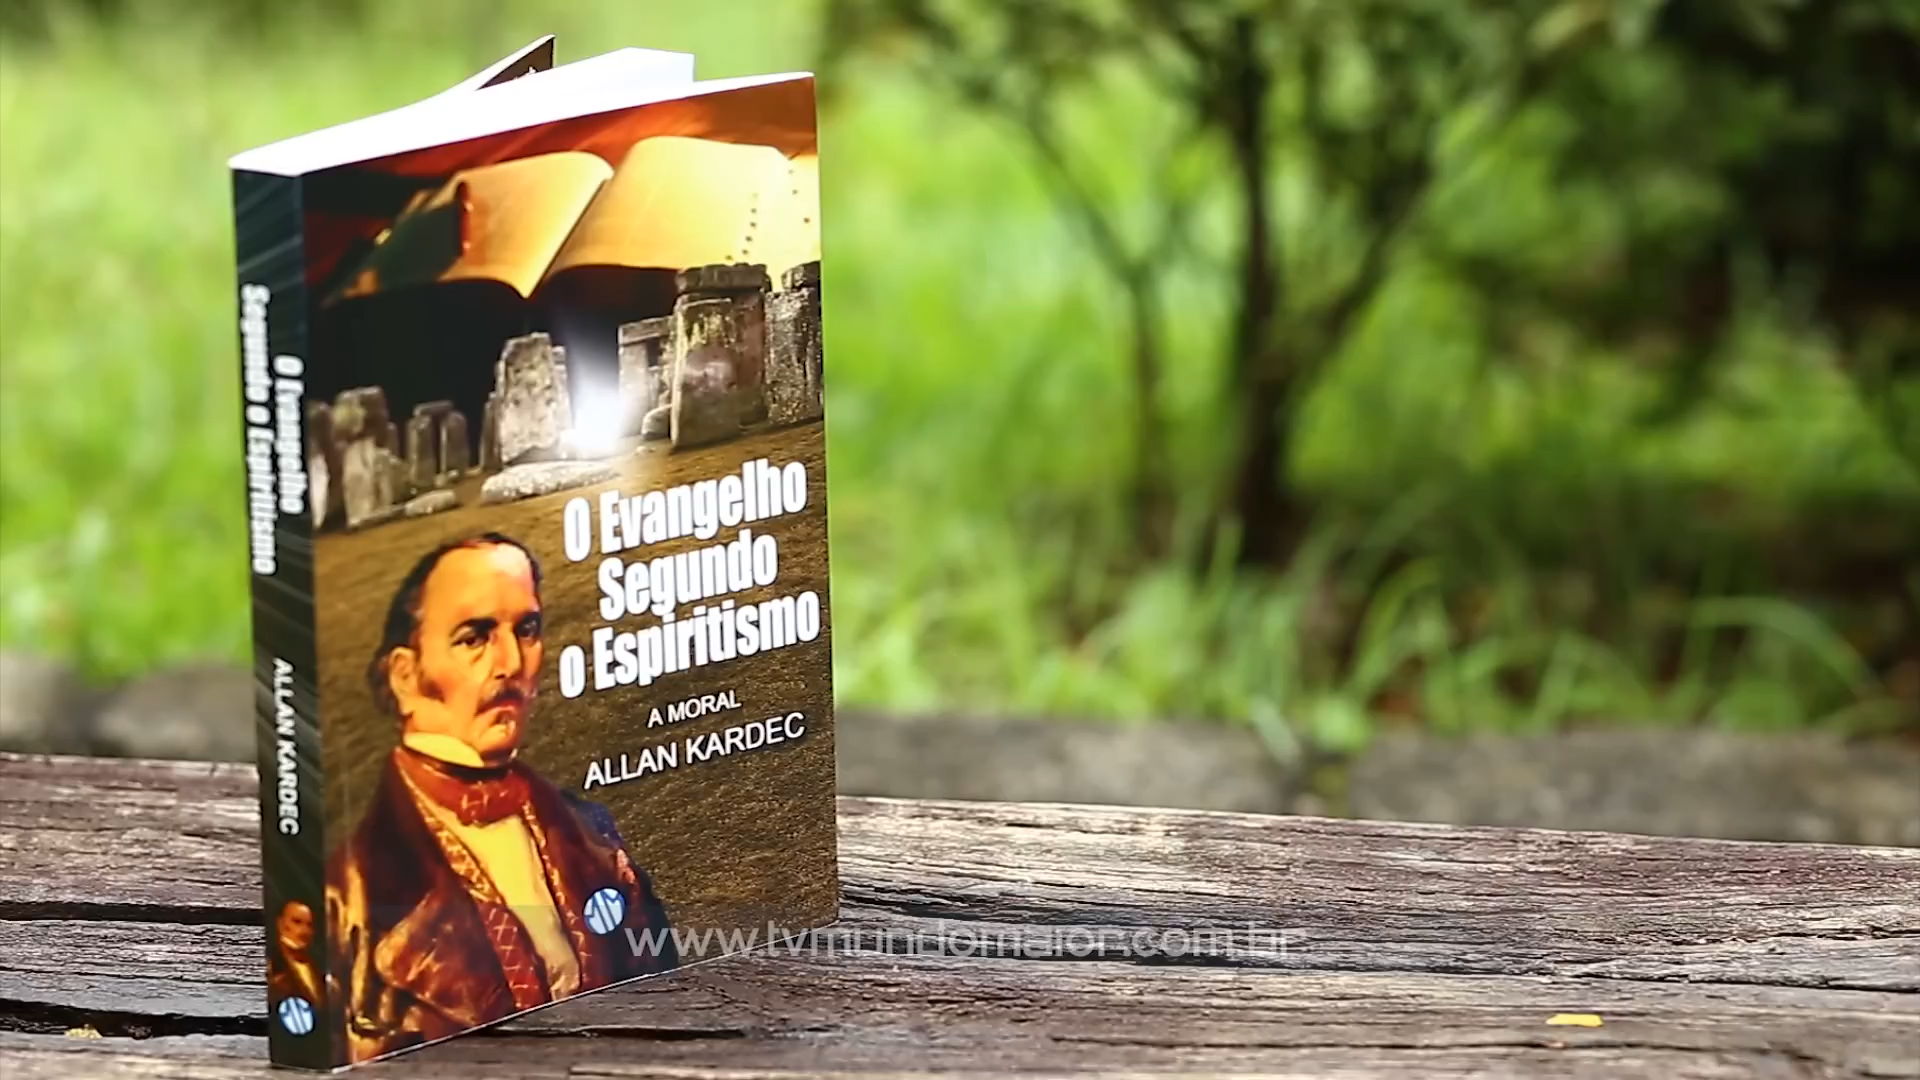 O Evangelho
Segundo
o Espiritismo
A MORAL
ALLAN KARDEC
O Evangelho
Segundo o Espiritismo
ALLAN KARDEC
www.tvmundomaior.com.br